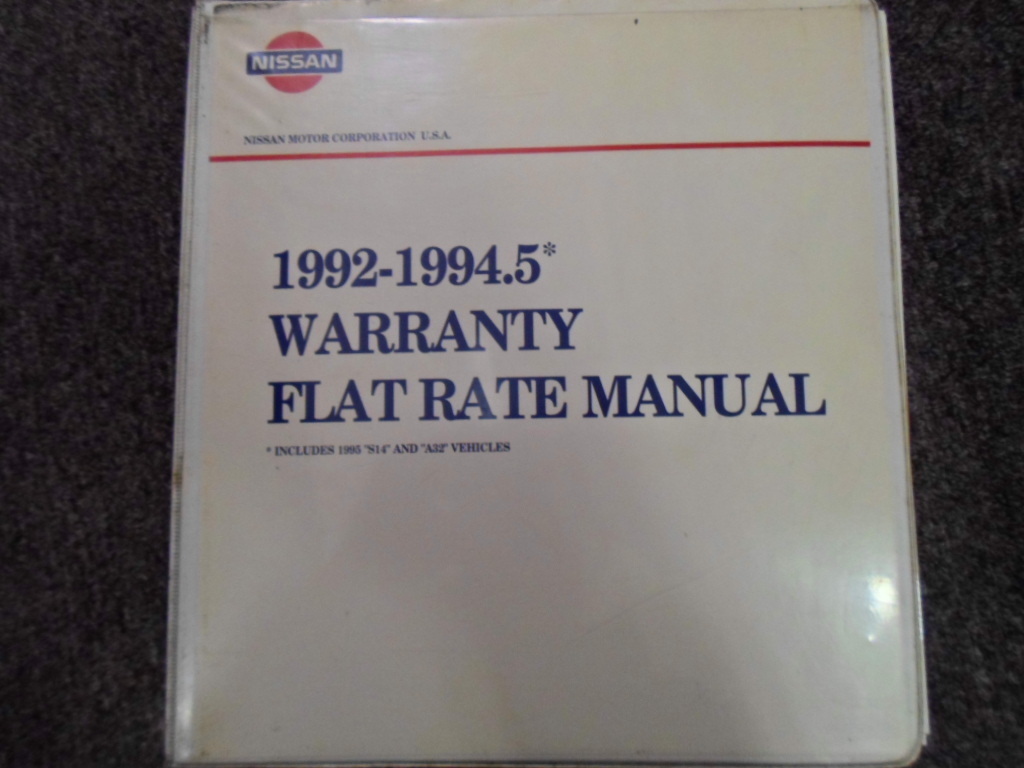 NISSAN
NISSAN MOTOR CORPORATION U.S.A.
1992-1994.5*
WARRANTY
FLAT RATE MANUAL
* INCLUDES 1995 "S14" AND "A32" VEHICLES